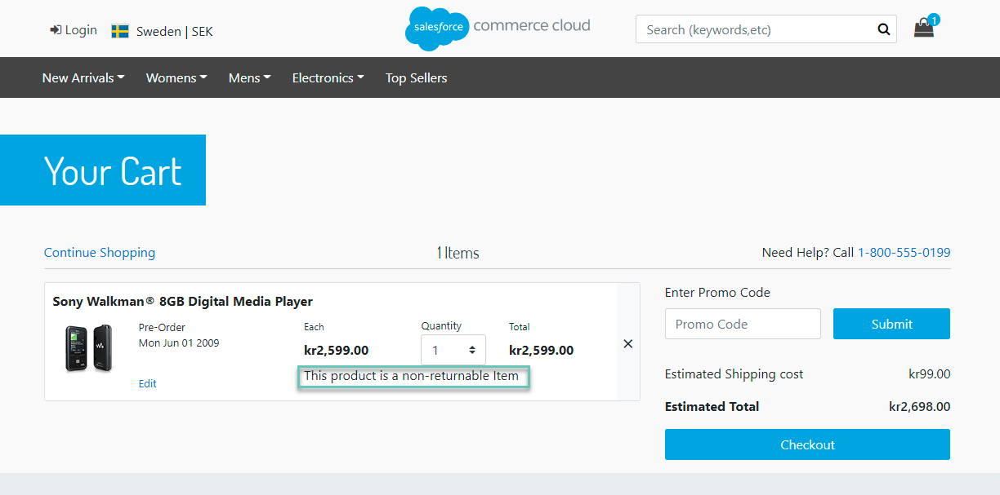 Login
Sweden | SEK
salesforce
commerce cloud
Search (keywords,etc)
1
New Arrivals
Womens
Mens
Electronics
Top Sellers
Your Cart
Continue Shopping
1 Items
Need Help? Call 1-800-555-0199
Sony Walkman® 8GB Digital Media Player
Pre-Order
Mon Jun 01 2009
Edit
Each
kr2,599.00
Quantity
1
Total
kr2,599.00
This product is a non-returnable Item
Enter Promo Code
Promo Code
Submit
Estimated Shipping cost
kr99.00
Estimated Total
kr2,698.00
Checkout